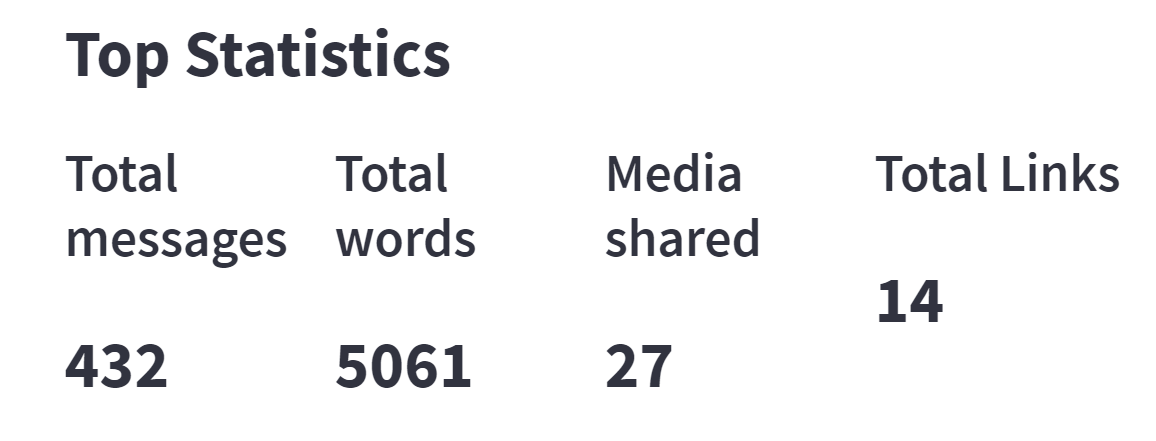 Top Statistics
Total messages
432
Total words
5061
Media shared
27
Total Links
14